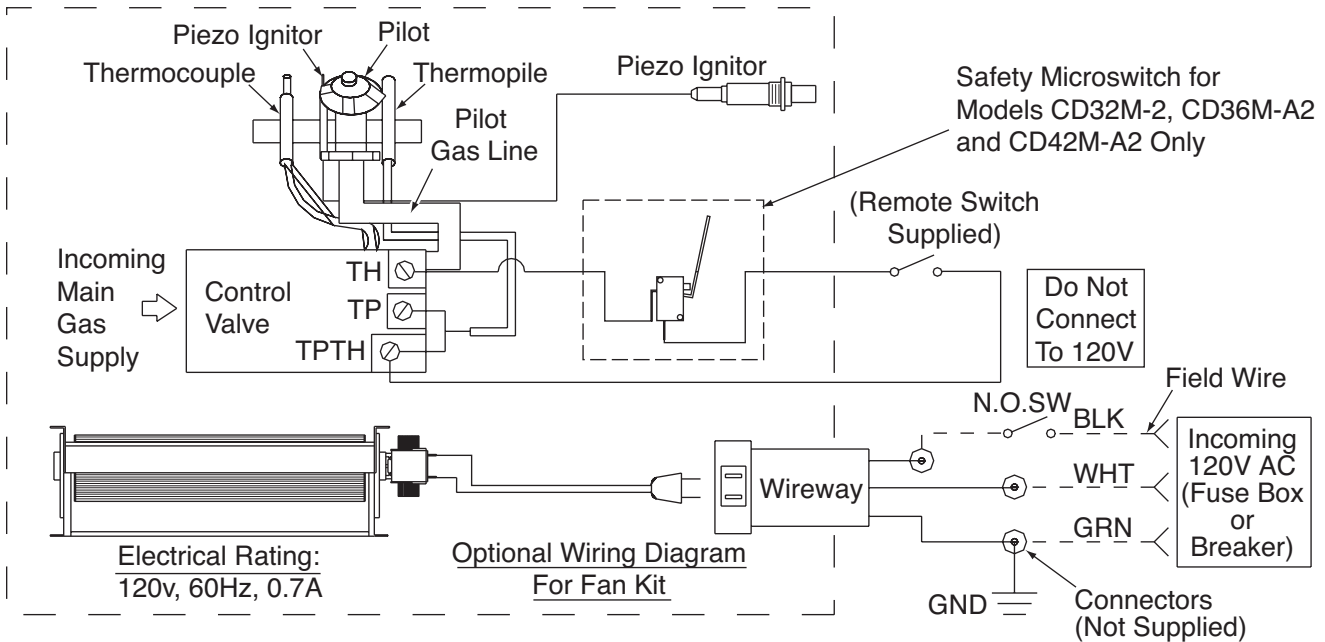 Piezo Ignitor
Pilot
Thermocouple
Thermopile
Pilot
Gas Line
Piezo Ignitor
Safety Microswitch for
Models CD32M-2, CD36M-A2
and CD42M-A2 Only
(Remote Switch
Supplied)
Incoming
Main
Gas
Supply
Control
Valve
TH
TP
TPTH
Do Not
Connect
To 120V
Field Wire
N.O.SW
BLK
WHT
GRN
Incoming
120V AC
(Fuse Box
or
Breaker)
Wireway
Electrical Rating:
120v, 60Hz, 0.7A
Optional Wiring Diagram
For Fan Kit
GND
Connectors
(Not Supplied)